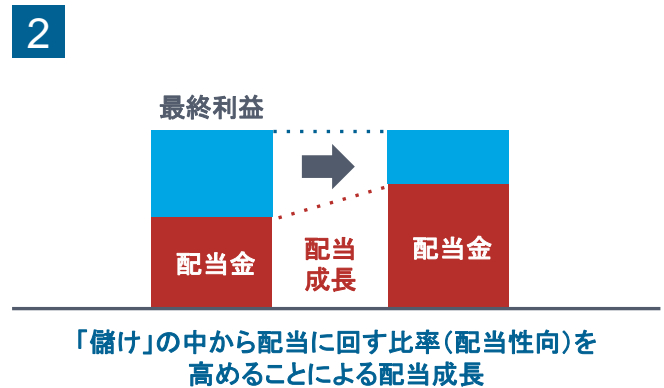 2
最終利益
配当金
配当
成長
配当金
「儲け」の中から配当に回す比率（配当性向）を
高めることによる配当成長